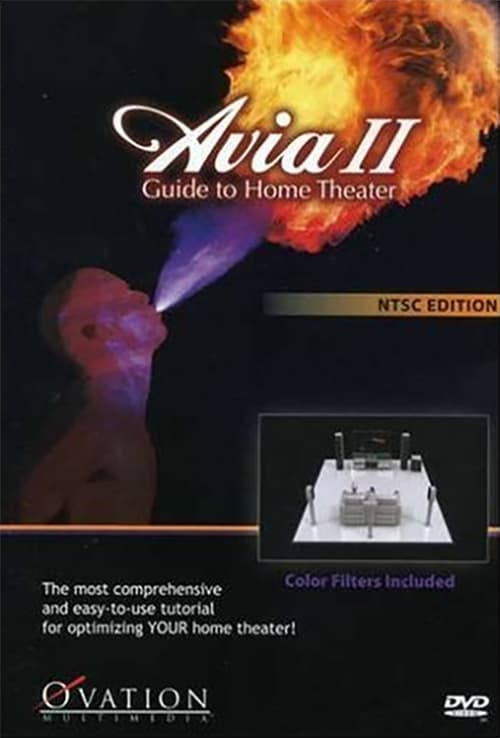 Avia II
Guide to Home Theater
NTSC EDITION
Color Filters Included
The most comprehensive
and easy-to-use tutorial
for optimizing YOUR home theater!
OVATION
MULTIMEDIA
DVD
VIDEO